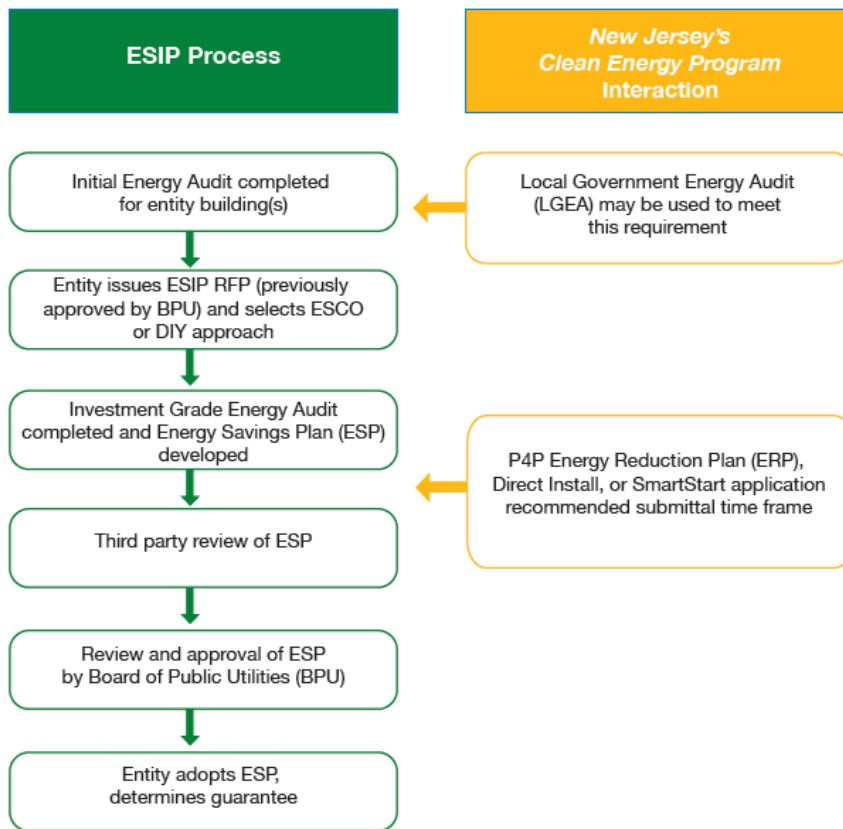 ESIP Process
New Jersey's
Clean Energy Program
Interaction
Initial Energy Audit completed
for entity building(s)
Local Government Energy Audit
(LGEA) may be used to meet
this requirement
Entity issues ESIP RFP (previously
approved by BPU) and selects ESCO
or DIY approach
Investment Grade Energy Audit
completed and Energy Savings Plan (ESP)
developed
P4P Energy Reduction Plan (ERP),
Direct Install, or SmartStart application
recommended submittal time frame
Third party review of ESP
Review and approval of ESP
by Board of Public Utilities (BPU)
Entity adopts ESP,
determines guarantee